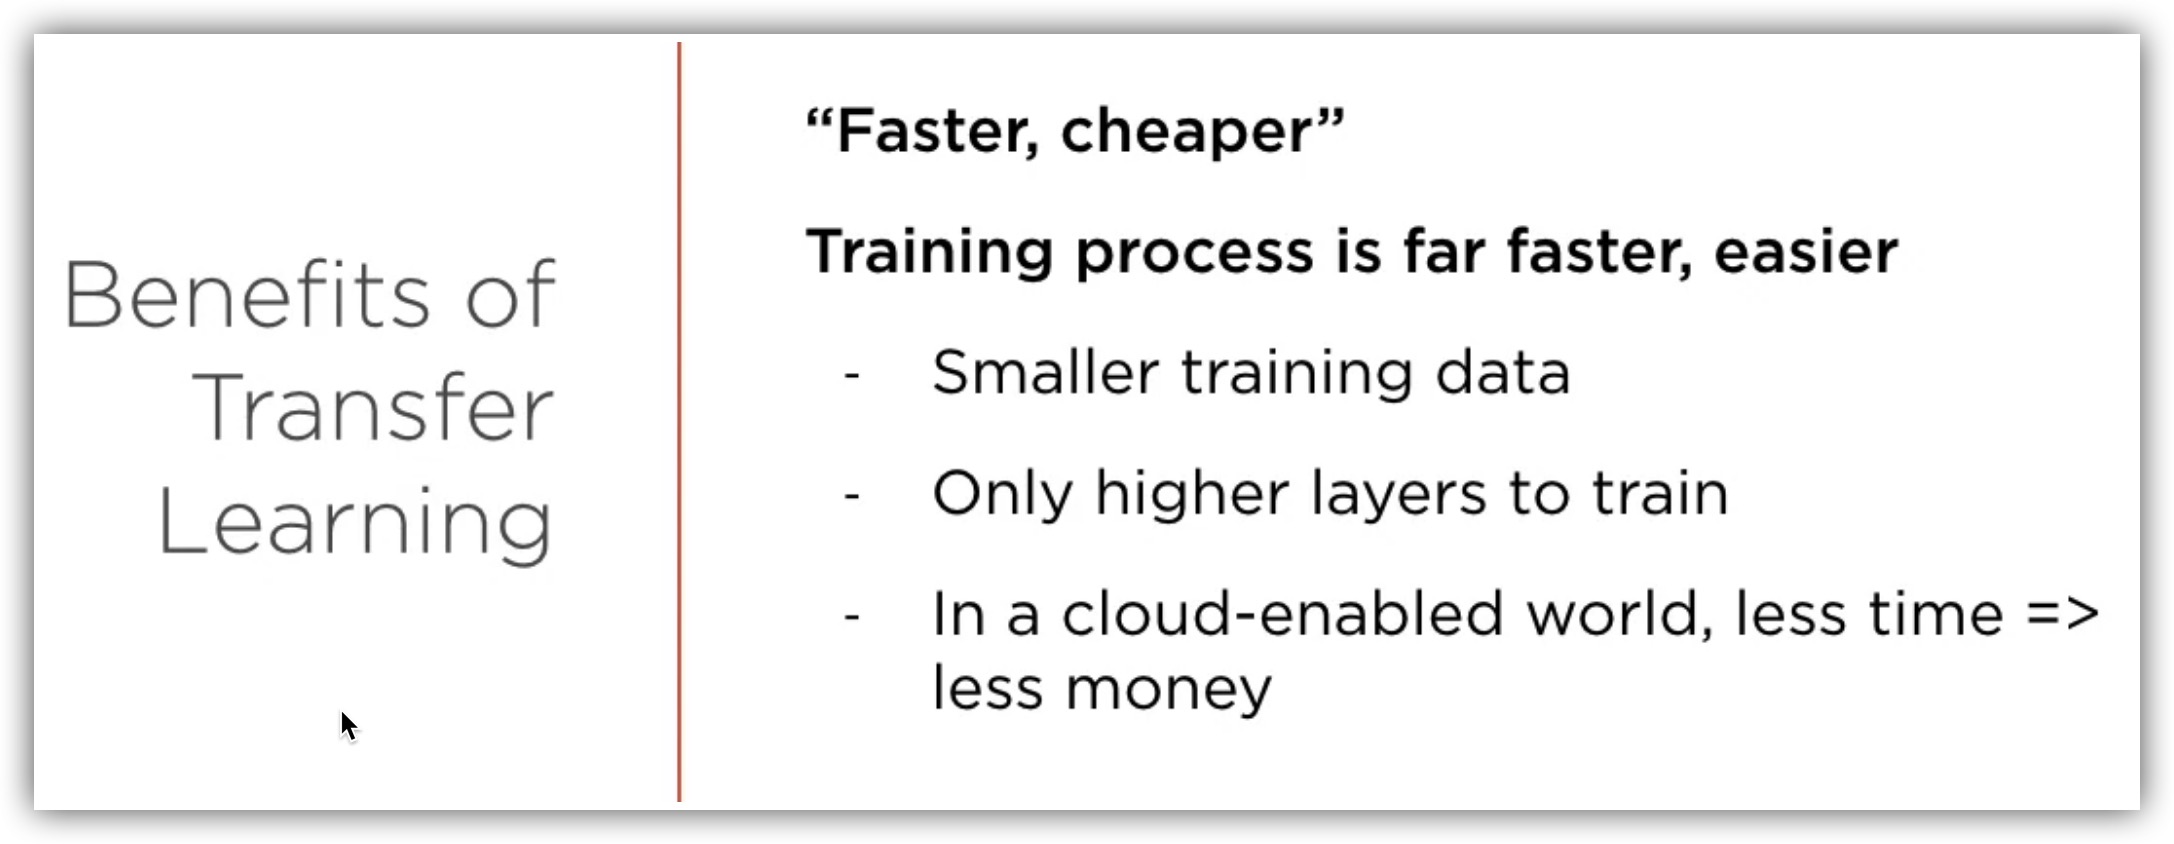 Benefits of
Transfer
Learning
“Faster, cheaper”
Training process is far faster, easier
- Smaller training data
- Only higher layers to train
- In a cloud-enabled world, less time =>
less money